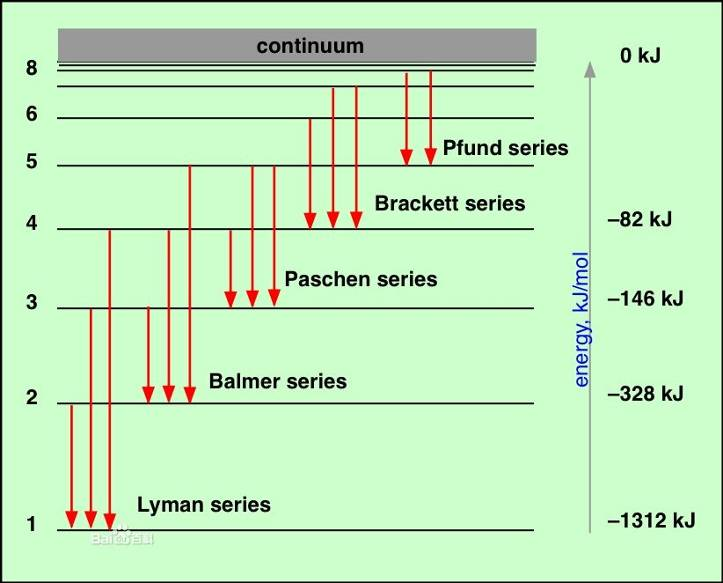 continuum
0 kJ
8
6
Pfund series
5
Brackett series
4
–82 kJ
Paschen series
3
–146 kJ
energy, kJ/mol
Balmer series
2
–328 kJ
Lyman series
1
–1312 kJ